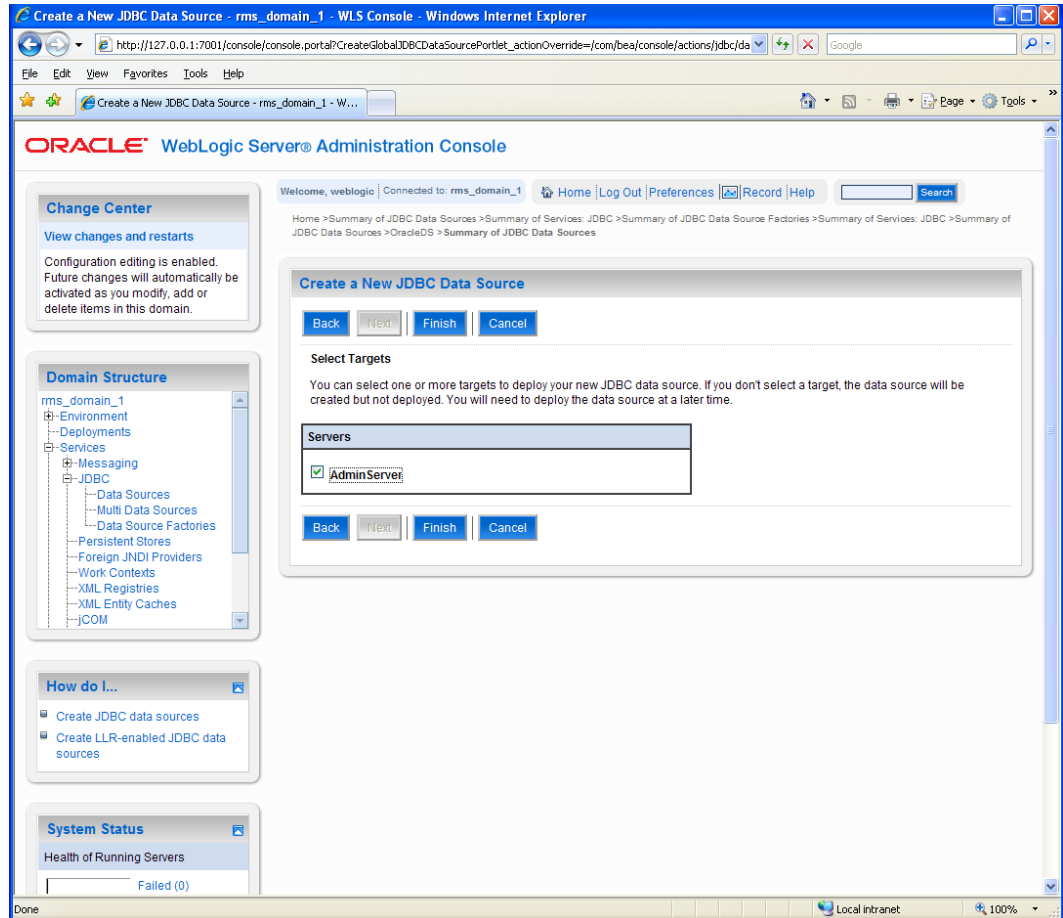 Create a New JDBC Data Source - rms_domain_1 - WLS Console - Windows Internet Explorer
http://127.0.0.1:7001/console/console.portal?CreateGlobalJDBCDataSourcePortlet_actionOverride=/com/bea/console/actions/jdbc/da
Google
File Edit View Favorites Tools Help
Create a New JDBC Data Source - rms_domain_1 - W...
Page Tools »
ORACLE WebLogic Server® Administration Console
Change Center
View changes and restarts
Configuration editing is enabled.
Future changes will automatically be
activated as you modify, add or
delete items in this domain.
Domain Structure
rms_domain_1
Environment
Deployments
Services
Messaging
JDBC
Data Sources
Multi Data Sources
Data Source Factories
Persistent Stores
Foreign JNDI Providers
Work Contexts
XML Registries
XML Entity Caches
jCOM
How do I...
Create JDBC data sources
Create LLR-enabled JDBC data
sources
System Status
Health of Running Servers
Failed (0)
Welcome, weblogic Connected to: rms_domain_1 Home Log Out Preferences Record Help Search
Home >Summary of JDBC Data Sources >Summary of Services: JDBC >Summary of JDBC Data Source Factories >Summary of Services: JDBC >Summary of
JDBC Data Sources >OracleDS >Summary of JDBC Data Sources
Create a New JDBC Data Source
Back Next Finish Cancel
Select Targets
You can select one or more targets to deploy your new JDBC data source. If you don't select a target, the data source will be
created but not deployed. You will need to deploy the data source at a later time.
Servers
AdminServer
Back Next Finish Cancel
Done Local intranet 100%